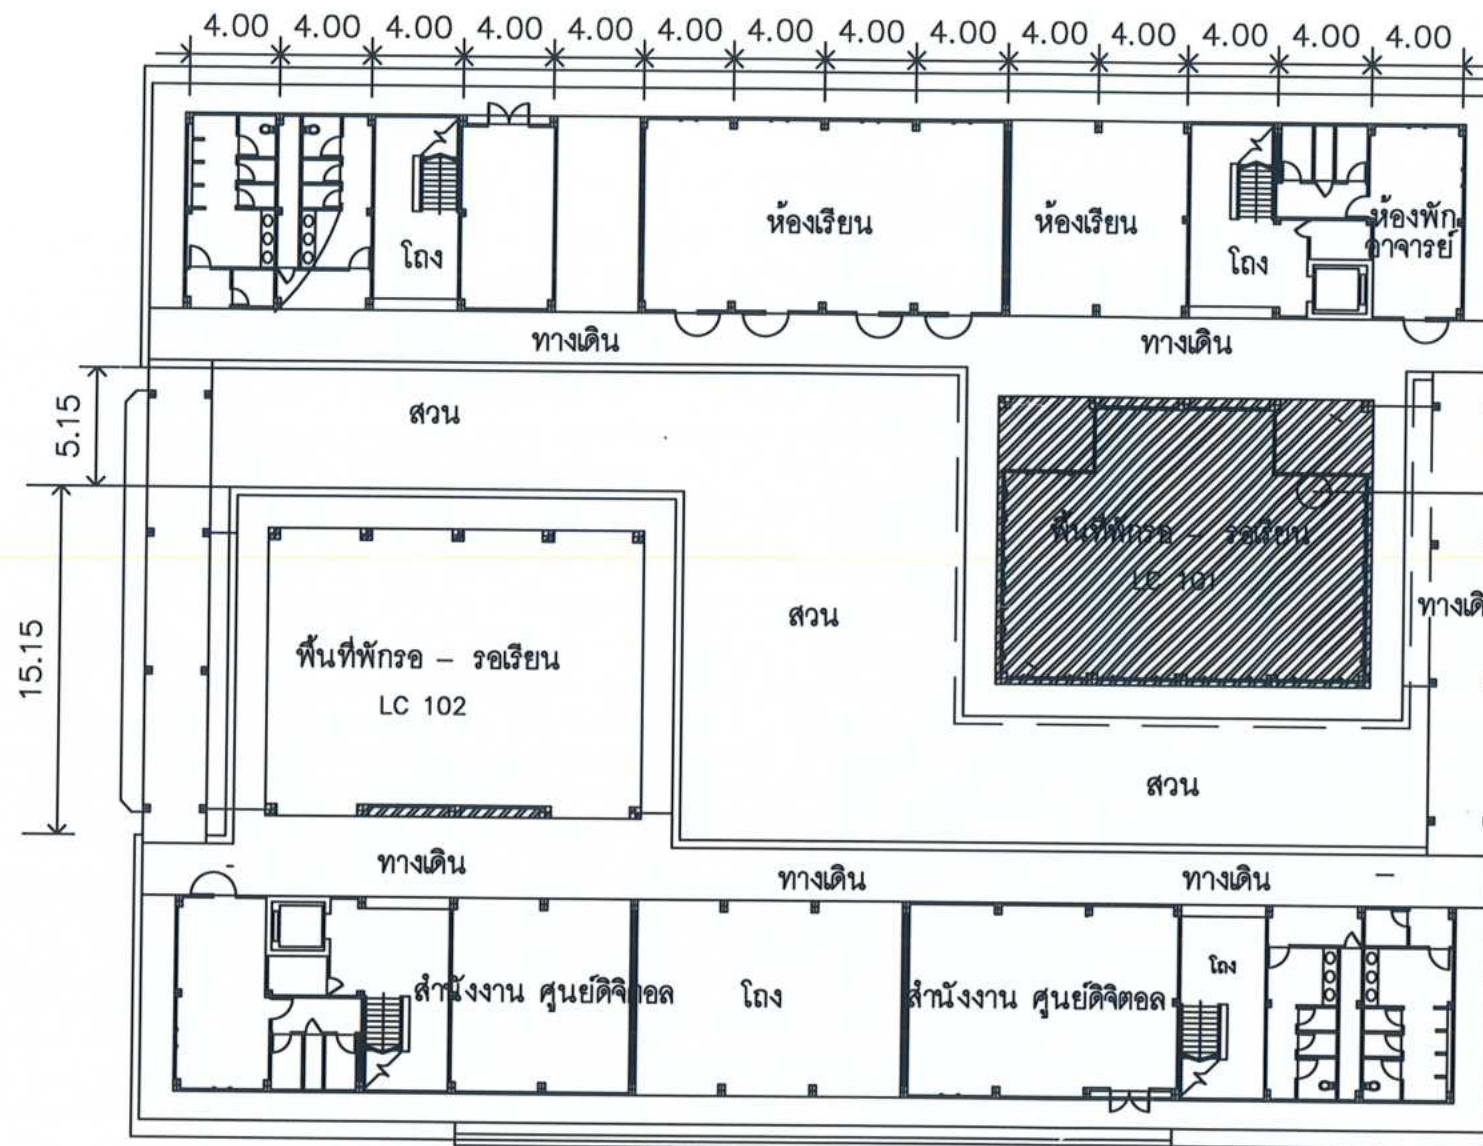 4.00 4.00 4.00 4.00 4.00 4.00 4.00 4.00 4.00 4.00 4.00 4.00 4.00 4.00
ห้องเรียน
ห้องเรียน
ห้องพัก
อาจารย์
โถง
โถง
ทางเดิน
ทางเดิน
5.15
สวน
พื้นที่พักรอ – รอเรียน
LC 101
15.15
สวน
ทางเดิ
พื้นที่พักรอ – รอเรียน
LC 102
สวน
ทางเดิน
ทางเดิน
ทางเดิน
สำนังงาน ศูนย์ดิจิตอล
โถง
สำนังงาน ศูนย์ดิจิตอล
โถง